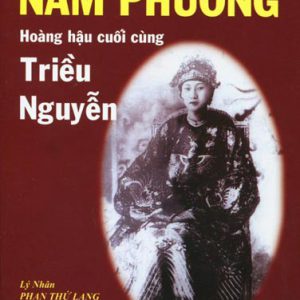 NAM PHƯƠNG
Hoàng hậu cuối cùng
Triều
Nguyễn
Lý Nhân
PHAN THỨ LANG